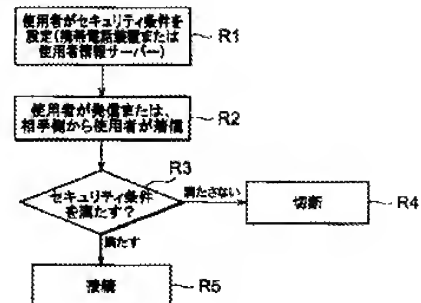 使用者がセキュリティ条件を
設定(携帯電話装置または
使用者情報サーバー)
R1
使用者が発信または、
相手側から使用者が着信
R2
R3
セキュリティ条件
を満たす?
満たさない
切断
R4
満たす
接続
R5